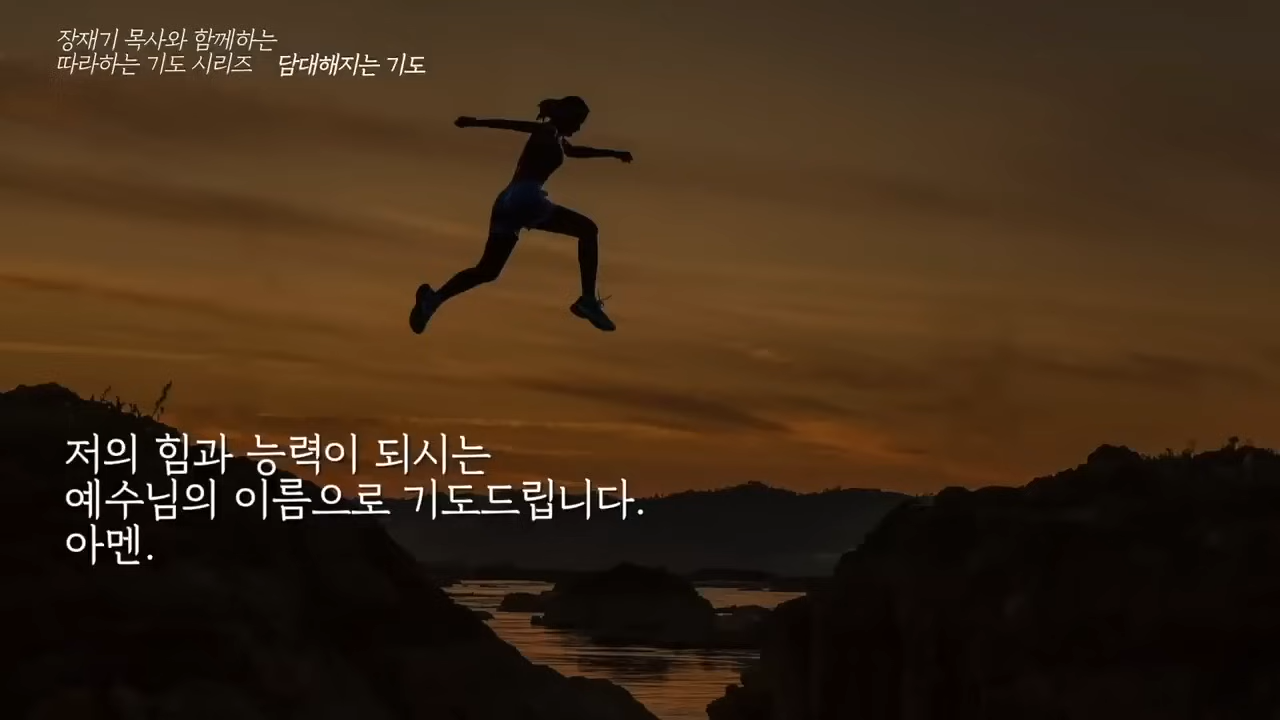 장재기 목사와 함께하는
따라하는 기도 시리즈 담대해지는 기도
저의 힘과 능력이 되시는
예수님의 이름으로 기도드립니다.
아멘.